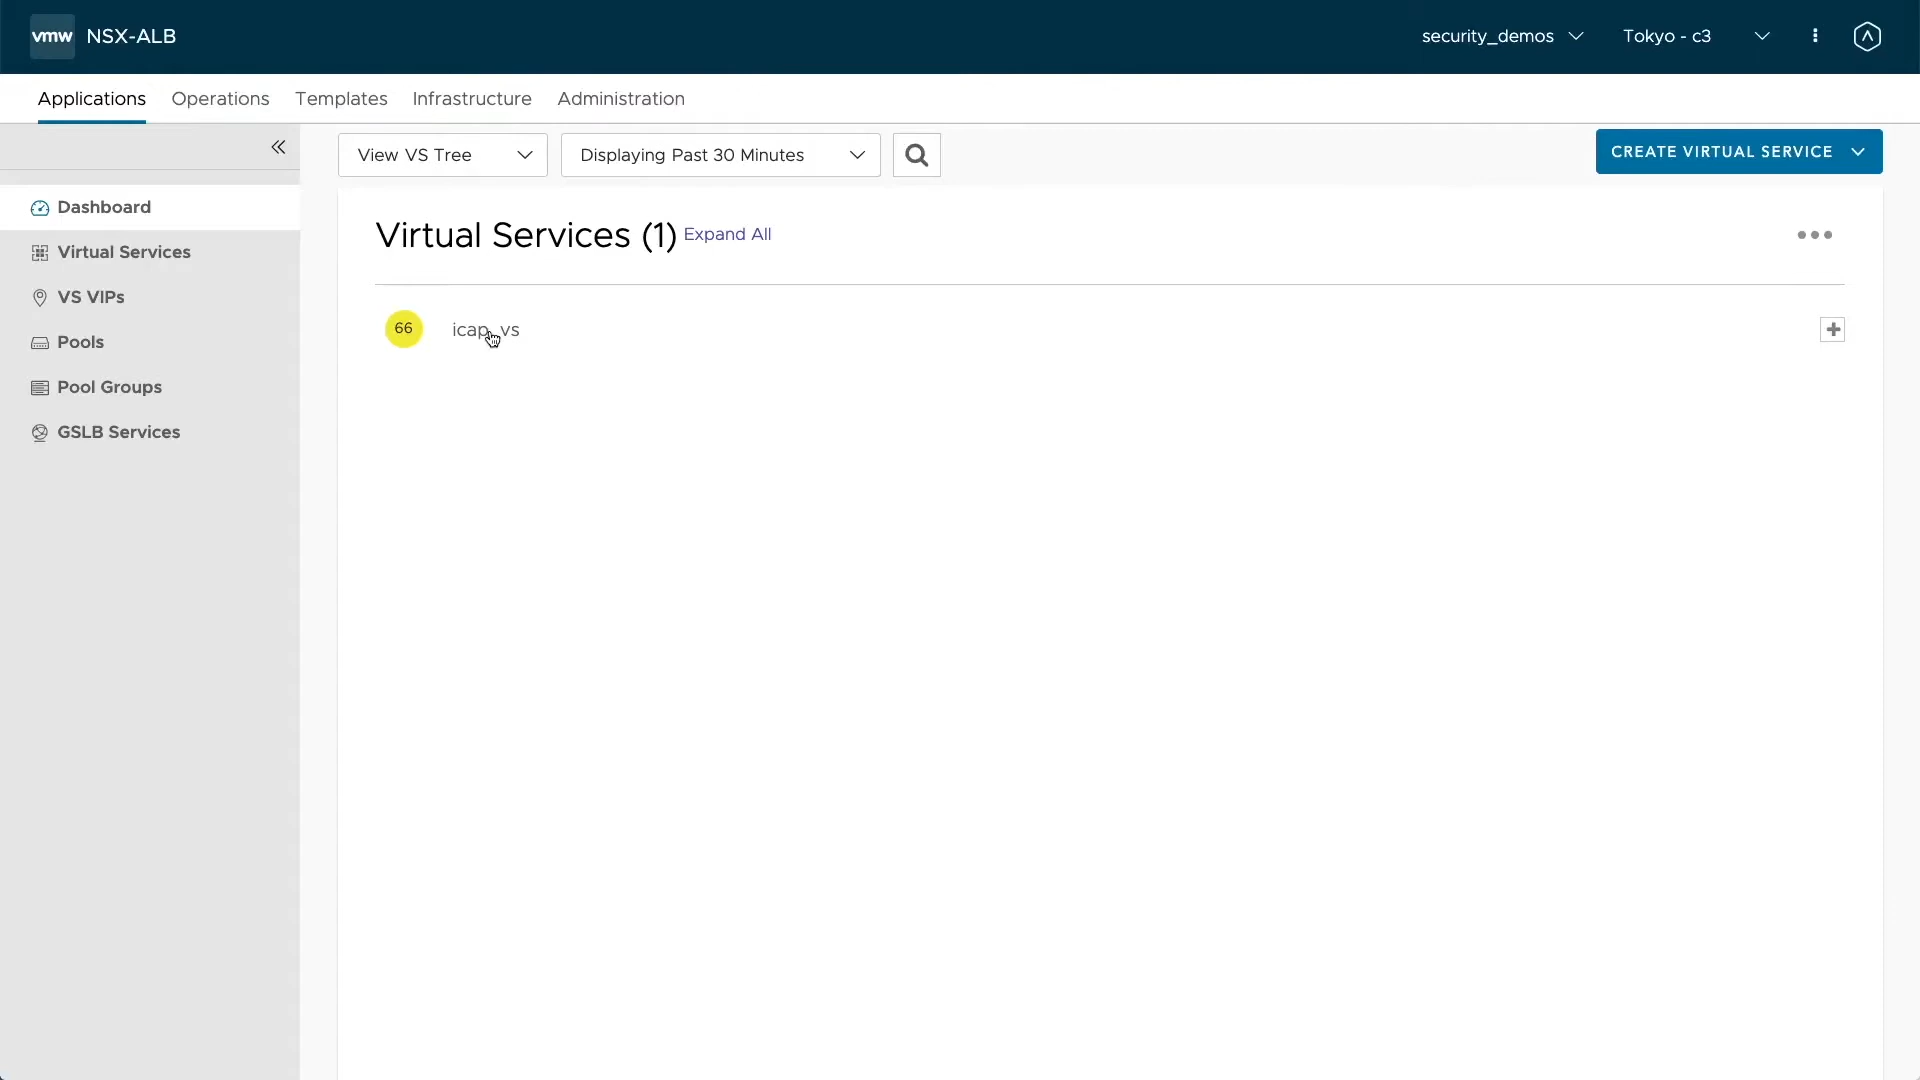 vmw NSX-ALB security_demos Tokyo - c3
Applications Operations Templates Infrastructure Administration
View VS Tree Displaying Past 30 Minutes CREATE VIRTUAL SERVICE
Dashboard
Virtual Services
VS VIPs
Pools
Pool Groups
GSLB Services
Virtual Services (1) Expand All
66 icap_vs